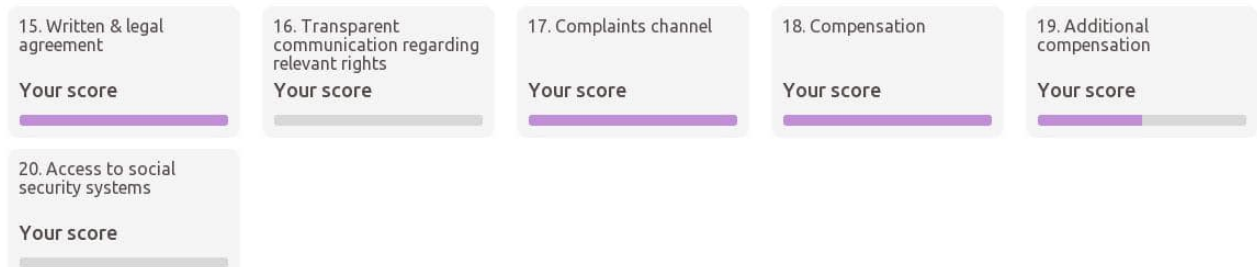 15. Written & legal
agreement
Your score
16. Transparent
communication regarding
relevant rights
Your score
17. Complaints channel
Your score
18. Compensation
Your score
19. Additional
compensation
Your score
20. Access to social
security systems
Your score